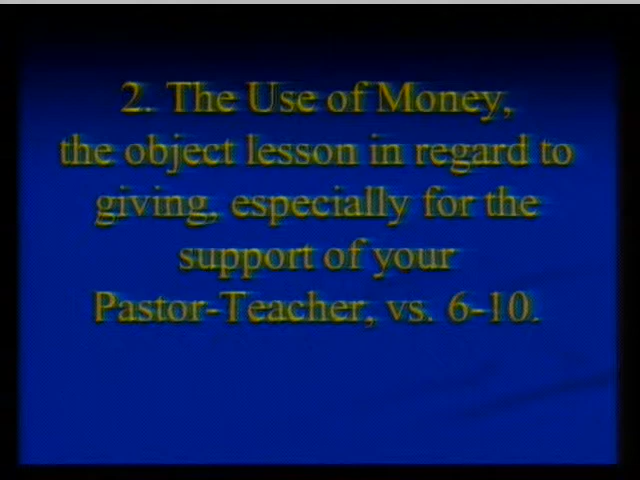 2. The Use of Money,
the object lesson in regard to
giving, especially for the
support of your
Pastor-Teacher, vs. 6-10.